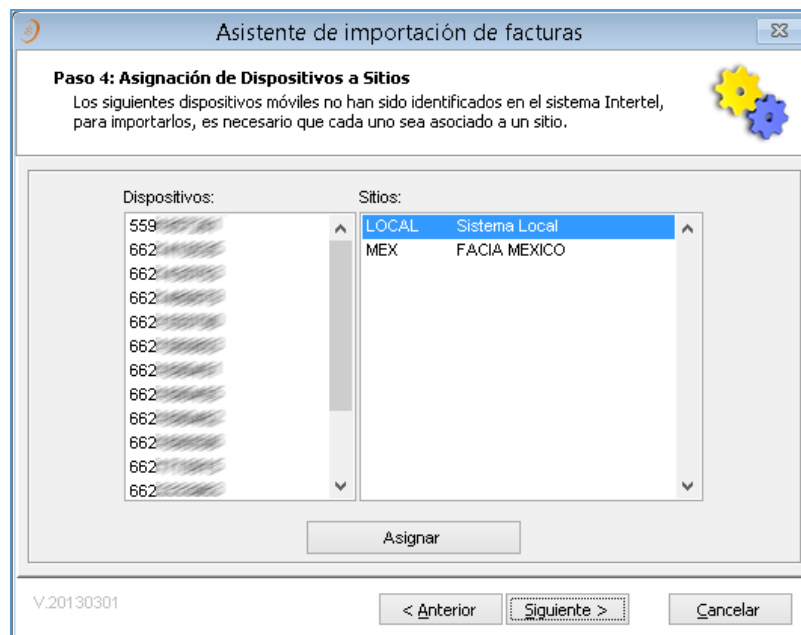 Asistente de importación de facturas
Paso 4: Asignación de Dispositivos a Sitios
Los siguientes dispositivos móviles no han sido identificados en el sistema Intertel,
para importarlos, es necesario que cada uno sea asociado a un sitio.
Dispositivos: Sitios:
559 LOCAL Sistema Local
662 MEX FACIA MEXICO
662
662
662
662
662
662
662
662
662
662
Asignar
V.20130301 < Anterior Siguiente > Cancelar